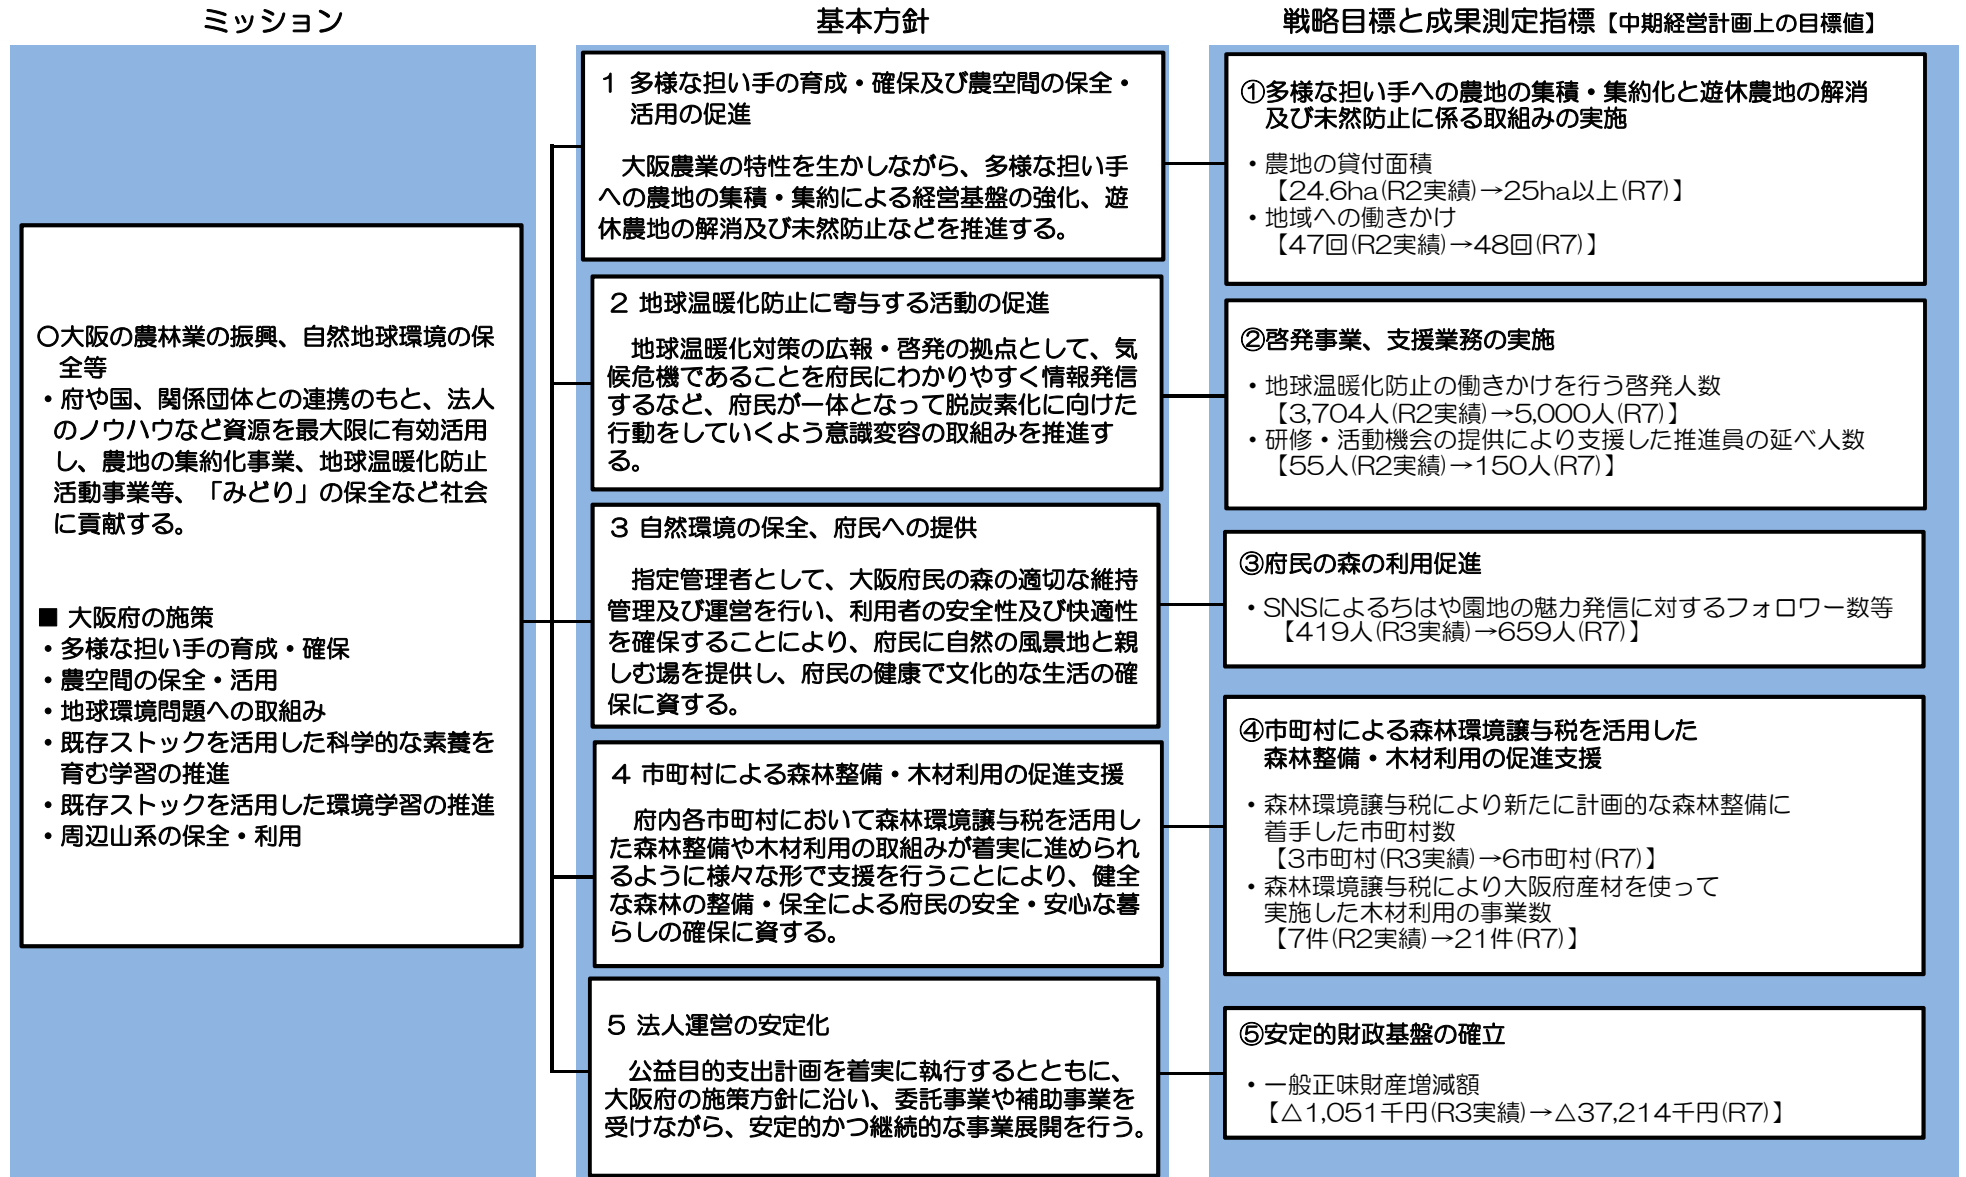 ミッション
〇大阪の農林業の振興、自然地球環境の保
全等
・府や国、関係団体との連携のもと、法人
のノウハウなど資源を最大限に有効活用
し、農地の集約化事業、地球温暖化防止
活動事業等、「みどり」の保全など社会
に貢献する。
■ 大阪府の施策
・多様な担い手の育成・確保
・農空間の保全・活用
・地球環境問題への取組み
・既存ストックを活用した科学的な素養を
育む学習の推進
・既存ストックを活用した環境学習の推進
・周辺山系の保全・利用
基本方針
１ 多様な担い手の育成・確保及び農空間の保全・
活用の促進
大阪農業の特性を生かしながら、多様な担い手
への農地の集積・集約による経営基盤の強化、遊
休農地の解消及び未然防止などを推進する。
２ 地球温暖化防止に寄与する活動の促進
地球温暖化対策の広報・啓発の拠点として、気
候危機であることを府民にわかりやすく情報発信
するなど、府民が一体となって脱炭素化に向けた
行動をしていくよう意識変容の取組みを推進す
る。
３ 自然環境の保全、府民への提供
指定管理者として、大阪府民の森の適切な維持
管理及び運営を行い、利用者の安全性及び快適性
を確保することにより、府民に自然の風景地と親
しむ場を提供し、府民の健康で文化的な生活の確
保に資する。
４ 市町村による森林整備・木材利用の促進支援
府内各市町村において森林環境譲与税を活用し
た森林整備や木材利用の取組みが着実に進められ
るように様々な形で支援を行うことにより、健全
な森林の整備・保全による府民の安全・安心な暮
らしの確保に資する。
５ 法人運営の安定化
公益目的支出計画を着実に執行するとともに、
大阪府の施策方針に沿い、委託事業や補助事業を
受けながら、安定的かつ継続的な事業展開を行う。
戦略目標と成果測定指標【中期経営計画上の目標値】
①多様な担い手への農地の集積・集約化と遊休農地の解消
及び未然防止に係る取組みの実施
・農地の貸付面積
【24.6ha(R2実績)→25ha以上(R7)】
・地域への働きかけ
【47回(R2実績)→48回(R7)】
②啓発事業、支援業務の実施
・地球温暖化防止の働きかけを行う啓発人数
【3,704人(R2実績)→5,000人(R7)】
・研修・活動機会の提供により支援した推進員の延べ人数
【55人(R2実績)→150人(R7)】
③府民の森の利用促進
・SNSによるちはや園地の魅力発信に対するフォロワー数等
【419人(R3実績)→659人(R7)】
④市町村による森林環境譲与税を活用した
森林整備・木材利用の促進支援
・森林環境譲与税により新たに計画的な森林整備に
着手した市町村数
【3市町村(R3実績)→6市町村(R7)】
・森林環境譲与税により大阪府産材を使って
実施した木材利用の事業数
【7件(R2実績)→21件(R7)】
⑤安定的財政基盤の確立
・一般正味財産増減額
【△1,051千円(R3実績)→△37,214千円(R7)】